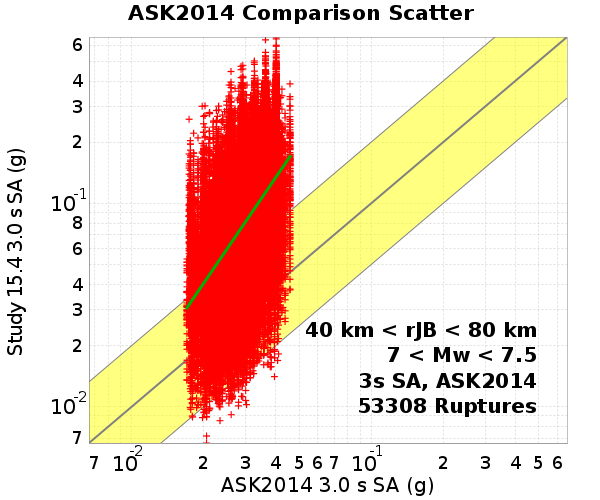 ASK2014 Comparison Scatter
6
4
3
2
10-1
8
6
4
3
2
10-2
7
Study 15.4 3.0 s SA (g)
40 km < rJB < 80 km
7 < Mw < 7.5
3s SA, ASK2014
53308 Ruptures
7 10-2 2 3 4 5 6 7 10-1 2 3 4 5 6
ASK2014 3.0 s SA (g)